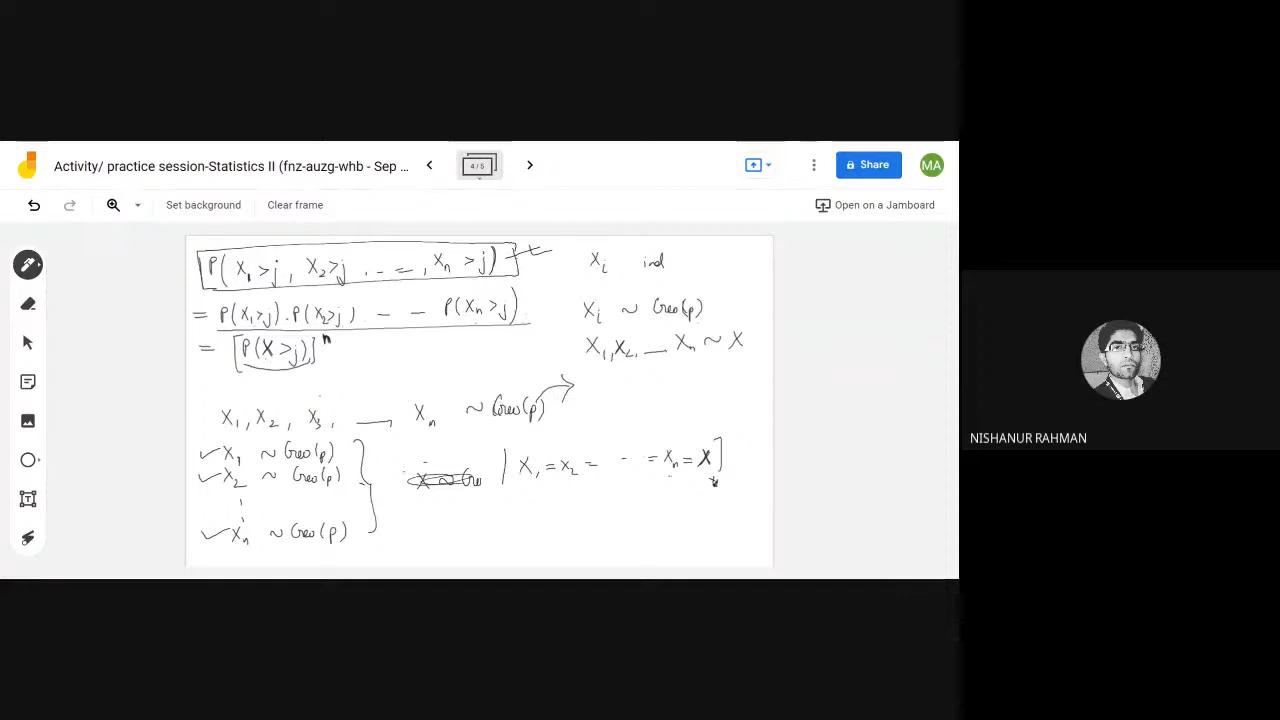 Activity/ practice session-Statistics II (fnz-auzg-whb - Sep ...
4/5
Share
MA
Set background
Clear frame
Open on a Jamboard
P( X1 >j , X2 >j . - - , Xn >j )
Xi ind
= P(X1 >j) . P(X2 >j) - - P(Xn >j)
Xi ~ Geo(p)
= [P(X >j)]^n
X1, X2, __ Xn ~ X
X1, X2, X3, __ Xn ~ Geo(p)
X1 ~ Geo(p)
X2 ~ Geo(p)
X1 = X2 = - - = Xn = X
Xn ~ Geo(p)
NISHANUR RAHMAN